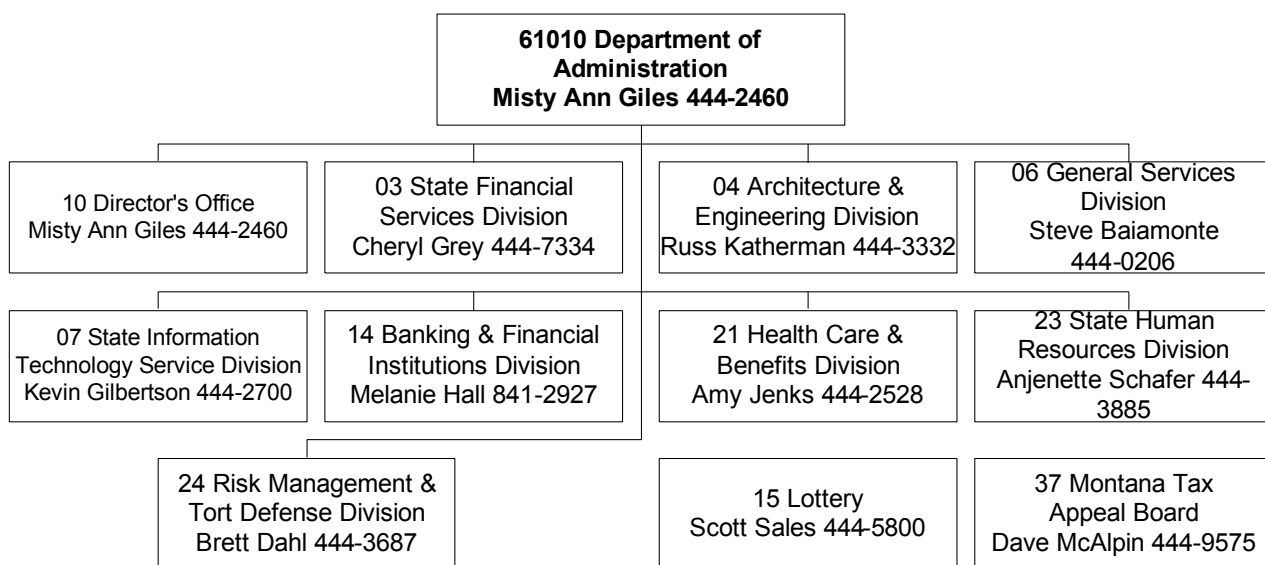 61010 Department of
Administration
Misty Ann Giles 444-2460
10 Director's Office
Misty Ann Giles 444-2460
03 State Financial
Services Division
Cheryl Grey 444-7334
04 Architecture &
Engineering Division
Russ Katherman 444-3332
06 General Services
Division
Steve Baiamonte
444-0206
07 State Information
Technology Service Division
Kevin Gilbertson 444-2700
14 Banking & Financial
Institutions Division
Melanie Hall 841-2927
21 Health Care &
Benefits Division
Amy Jenks 444-2528
23 State Human
Resources Division
Anjenette Schafer 444-
3885
24 Risk Management &
Tort Defense Division
Brett Dahl 444-3687
15 Lottery
Scott Sales 444-5800
37 Montana Tax
Appeal Board
Dave McAlpin 444-9575